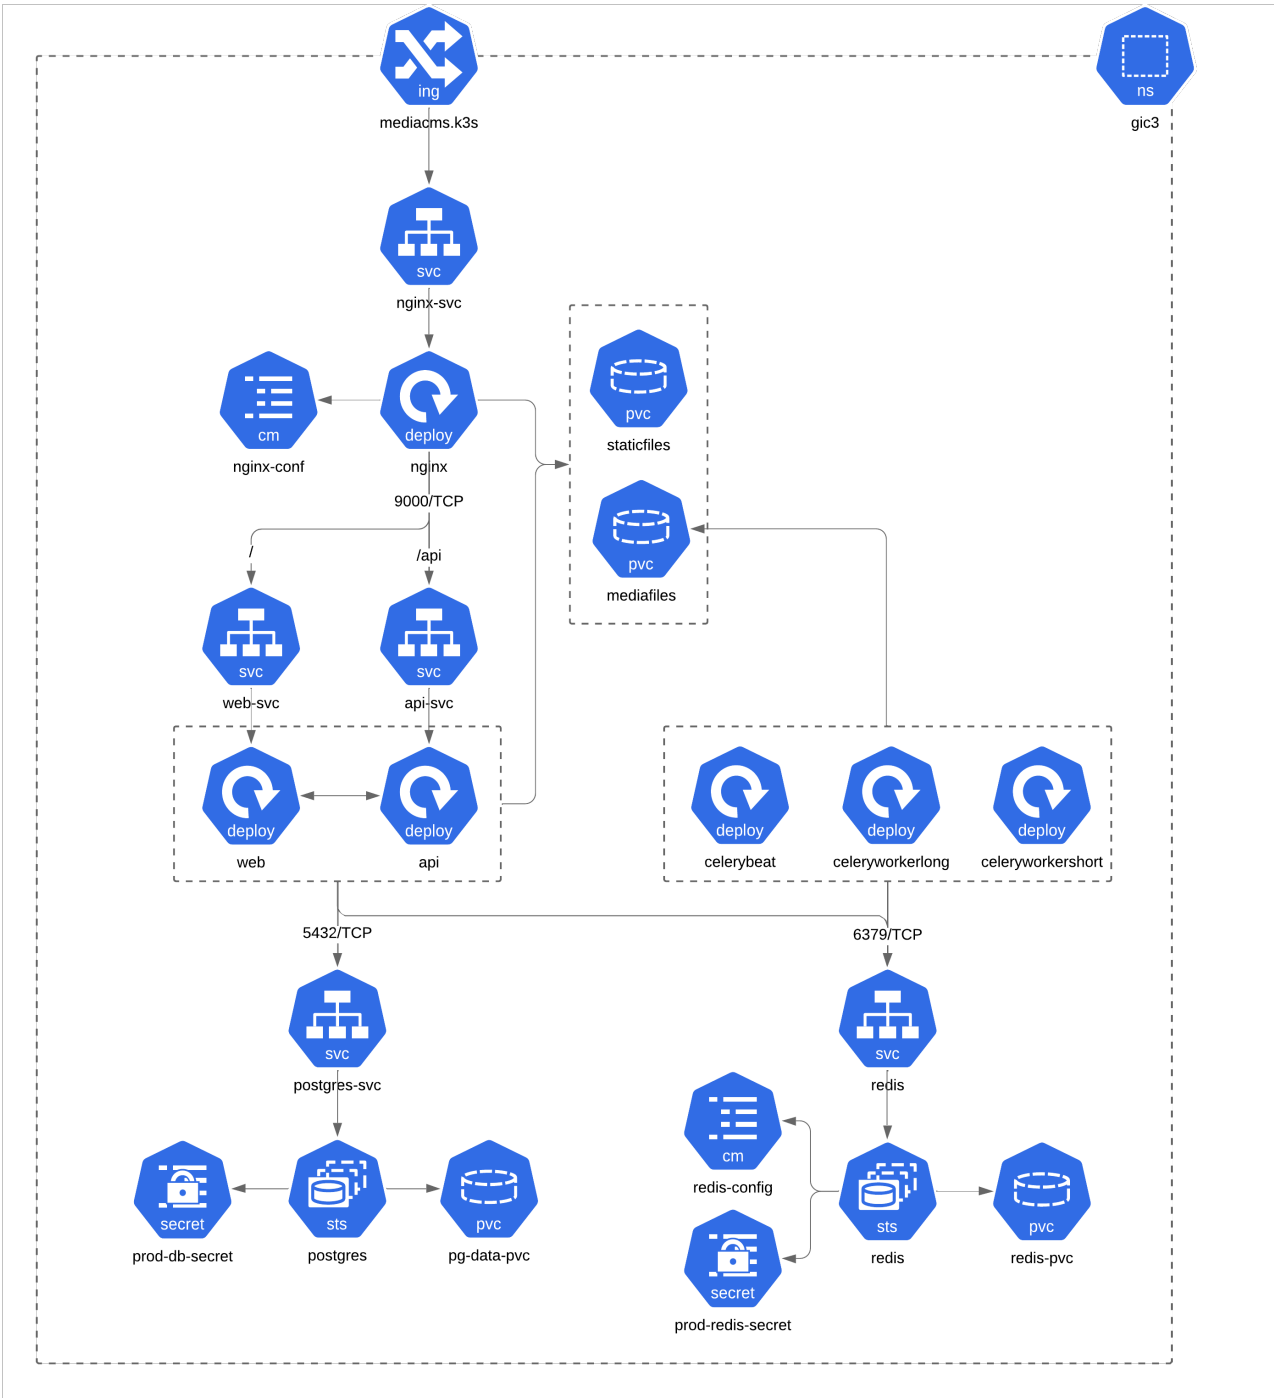 ing
mediacms.k3s
ns
gic3
svc
nginx-svc
pvc
staticfiles
cm
nginx-conf
deploy
nginx
9000/TCP
/
/api
pvc
mediafiles
svc
web-svc
svc
api-svc
deploy
web
deploy
api
deploy
celerybeat
deploy
celeryworkerlong
deploy
celeryworkershort
5432/TCP
6379/TCP
svc
postgres-svc
svc
redis
cm
redis-config
secret
prod-db-secret
sts
postgres
pvc
pg-data-pvc
sts
redis
pvc
redis-pvc
secret
prod-redis-secret